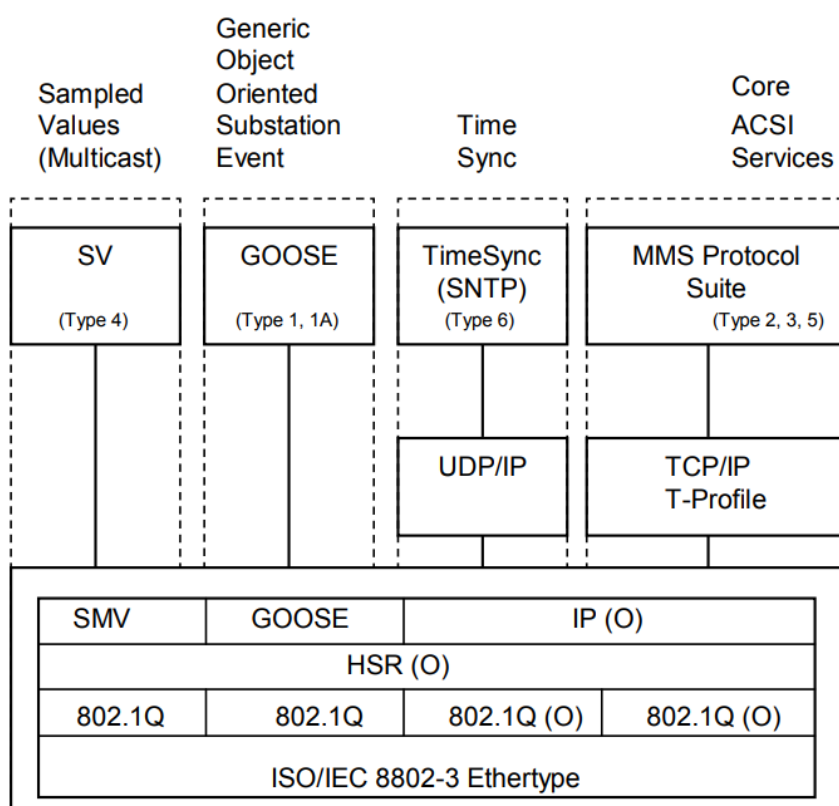 Sampled
Values
(Multicast)
Generic
Object
Oriented
Substation
Event
Time
Sync
Core
ACSI
Services
SV
(Type 4)
GOOSE
(Type 1, 1A)
TimeSync
(SNTP)
(Type 6)
MMS Protocol
Suite
(Type 2, 3, 5)
UDP/IP
TCP/IP
T-Profile
SMV
GOOSE
IP (O)
HSR (O)
802.1Q
802.1Q
802.1Q (O)
802.1Q (O)
ISO/IEC 8802-3 Ethertype